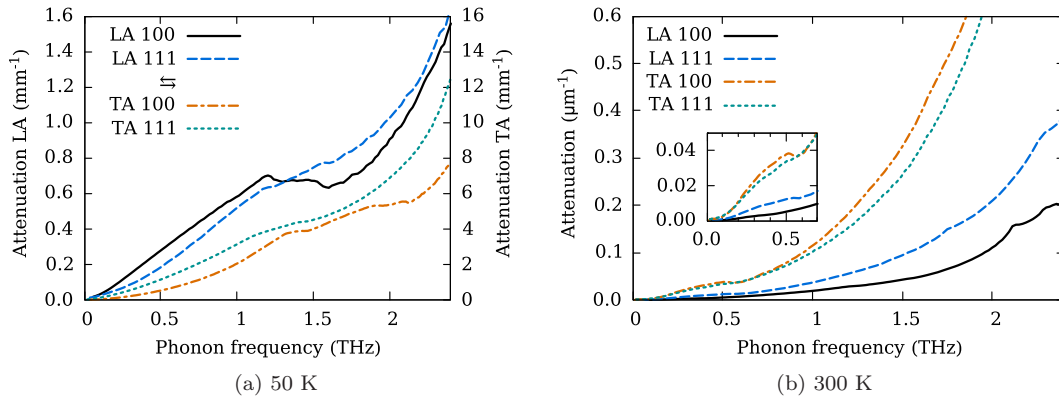 1.6
1.4
1.2
1.0
0.8
0.6
0.4
0.2
0.0
Attenuation LA (mm⁻¹)
LA 100
LA 111
⇵
TA 100
TA 111
16
14
12
10
8
6
4
2
0
Attenuation TA (mm⁻¹)
0 0.5 1 1.5 2
Phonon frequency (THz)
(a) 50 K
0.6
0.5
0.4
0.3
0.2
0.1
0.0
Attenuation (μm⁻¹)
LA 100
LA 111
TA 100
TA 111
0.04
0.02
0.00
0.0 0.5
0 0.5 1 1.5 2
Phonon frequency (THz)
(b) 300 K